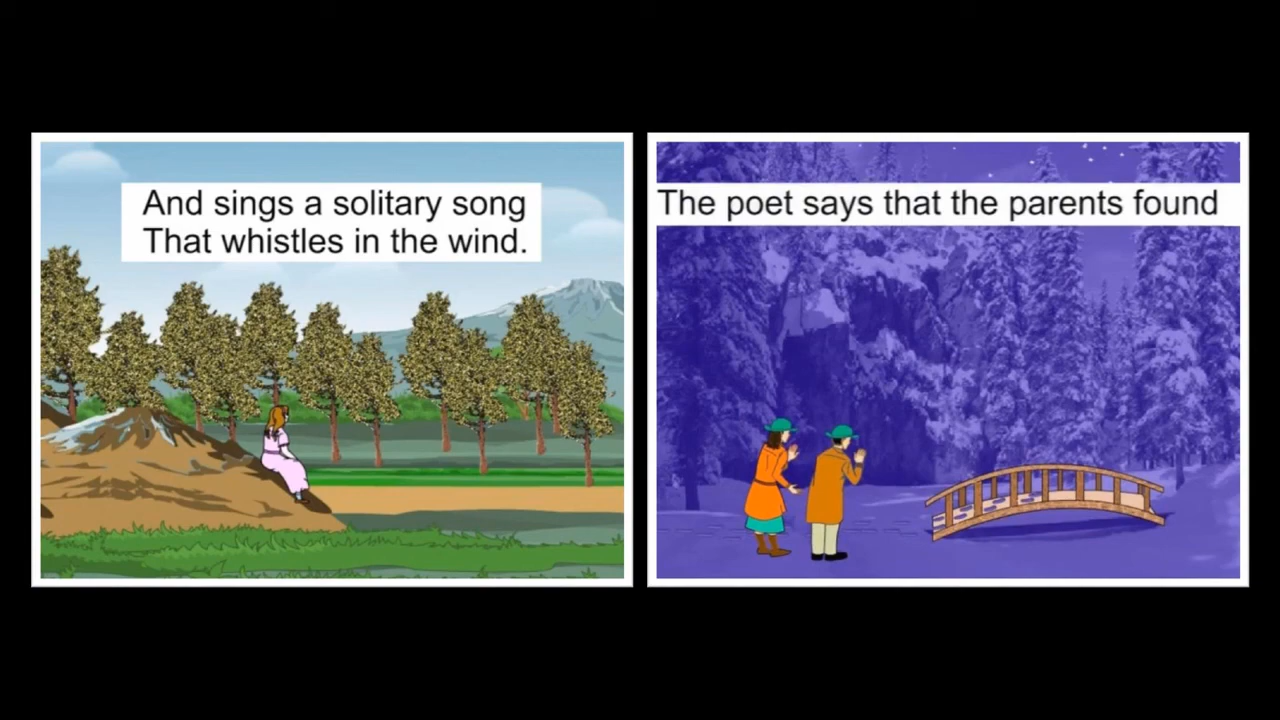 And sings a solitary song
That whistles in the wind.
The poet says that the parents found